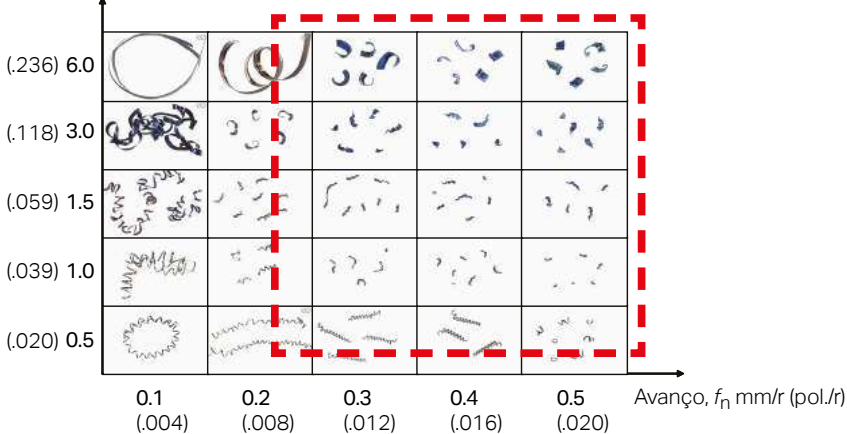 (.236) 6.0
(.118) 3.0
(.059) 1.5
(.039) 1.0
(.020) 0.5
0.1 0.2 0.3 0.4 0.5 Avanço, fn mm/r (pol./r)
(.004) (.008) (.012) (.016) (.020)